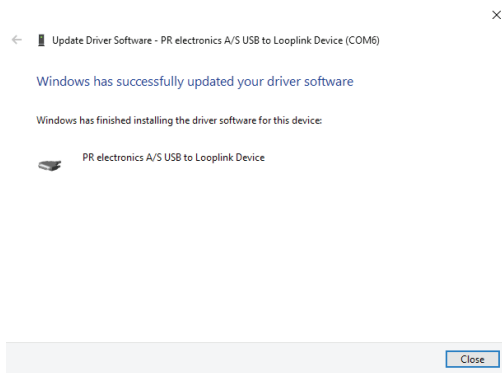 Update Driver Software - PR electronics A/S USB to Looplink Device (COM6)
Windows has successfully updated your driver software
Windows has finished installing the driver software for this device:
PR electronics A/S USB to Looplink Device
Close